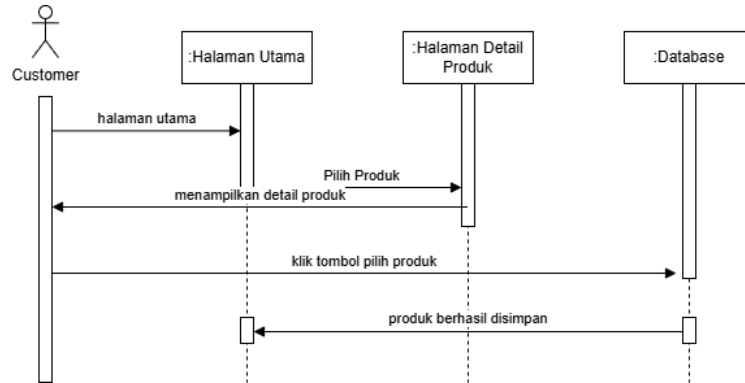 Customer
:Halaman Utama
:Halaman Detail
Produk
:Database
halaman utama
Pilih Produk
menampilkan detail produk
klik tombol pilih produk
produk berhasil disimpan